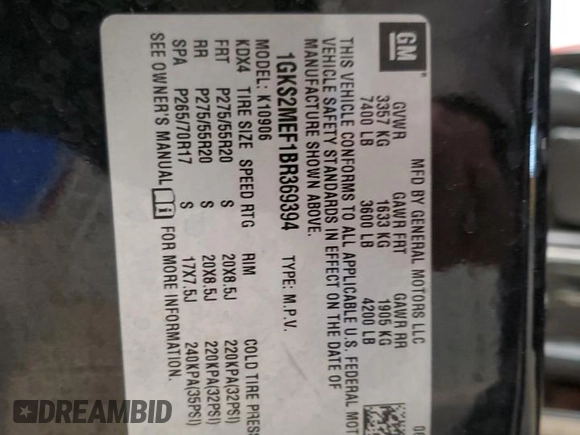 GM
MFD BY GENERAL MOTORS LLC
GVWR GAWR FRT GAWR RR
3357 KG 1633 KG 1905 KG
7400 LB 3600 LB 4200 LB
THIS VEHICLE CONFORMS TO ALL APPLICABLE U.S. FEDERAL MOT
VEHICLE SAFETY STANDARDS IN EFFECT ON THE DATE OF
MANUFACTURE SHOWN ABOVE.
1GKS2MEF1BR369394 TYPE: M.P.V.
MODEL: K10906
KDX4 TIRE SIZE SPEED RTG RIM COLD TIRE PRESS
FRT P275/55R20 S 20X8.5J 220KPA(32PSI)
RR P275/55R20 S 20X8.5J 220KPA(32PSI)
SPA P265/70R17 S 17X7.5J 240KPA(35PSI)
SEE OWNER'S MANUAL FOR MORE INFORMATION.
DREAMBID